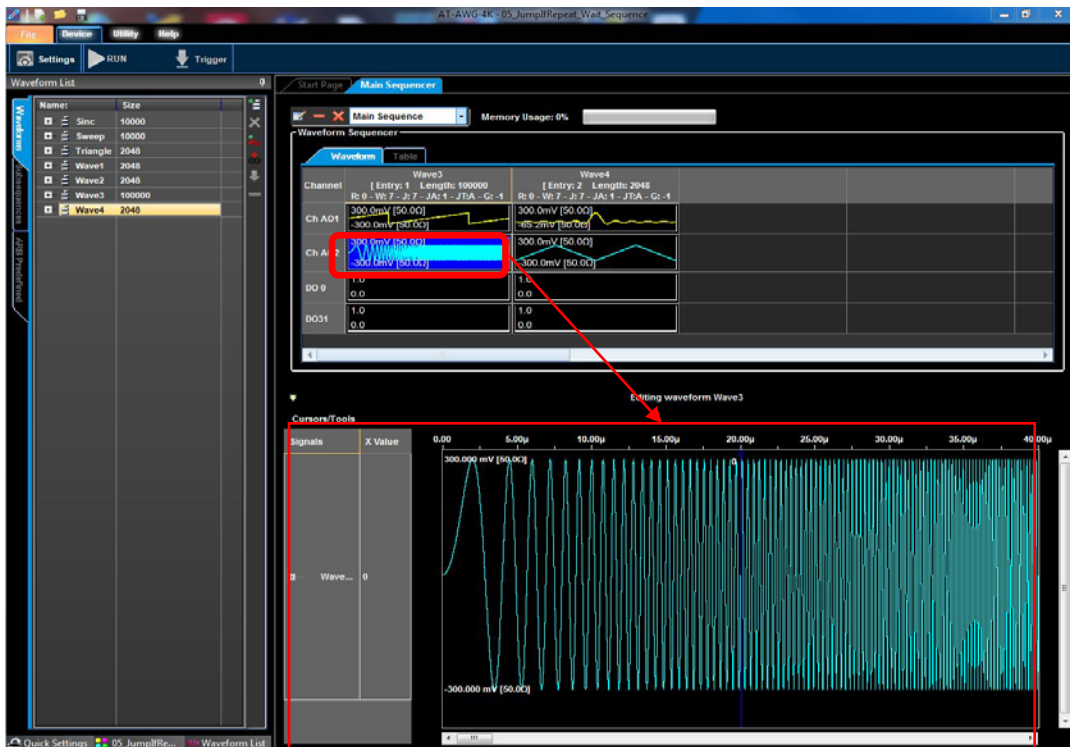 AT-AWG-4K - 05_JumpIfRepeat_Wait_Sequence
File Device Utility Help
Settings RUN Trigger
Waveform List
Start Page Main Sequencer
Waveforms
Subsequences
ARB Predefined
Name: Size
Sinc 10000
Sweep 10000
Triangle 2048
Wave1 2048
Wave2 2048
Wave3 100000
Wave4 2048
Main Sequence Memory Usage: 0%
Waveform Sequencer
Waveform Table
Channel
Wave3
[ Entry: 1 Length: 100000
R: 0 - W: 7 - J: 7 - JA: 1 - JT:A - G: -1
Wave4
[ Entry: 2 Length: 2048
R: 0 - W: 7 - J: 7 - JA: 1 - JT:A - G: -1
Ch AO1
300.0mV [50.0Ω]
-300.0mV [50.0Ω]
300.0mV [50.0Ω]
-65.2mV [50.0Ω]
Ch
2
300.0mV [50.0Ω]
-300.0mV [50.0Ω]
300.0mV [50.0Ω]
-300.0mV [50.0Ω]
DO 0
1.0
0.0
1.0
0.0
DO31
1.0
0.0
1.0
0.0
Editing waveform Wave3
Cursors/Tools
Signals X Value
0.00 5.00µ 10.00µ 15.00µ 20.00µ 25.00µ 30.00µ 35.00µ 40.00µ
300.000 mV [50.0Ω]
0
Wave... 0
-300.000 mV [50.0Ω]
Quick Settings 05_JumpIfRe... Waveform List